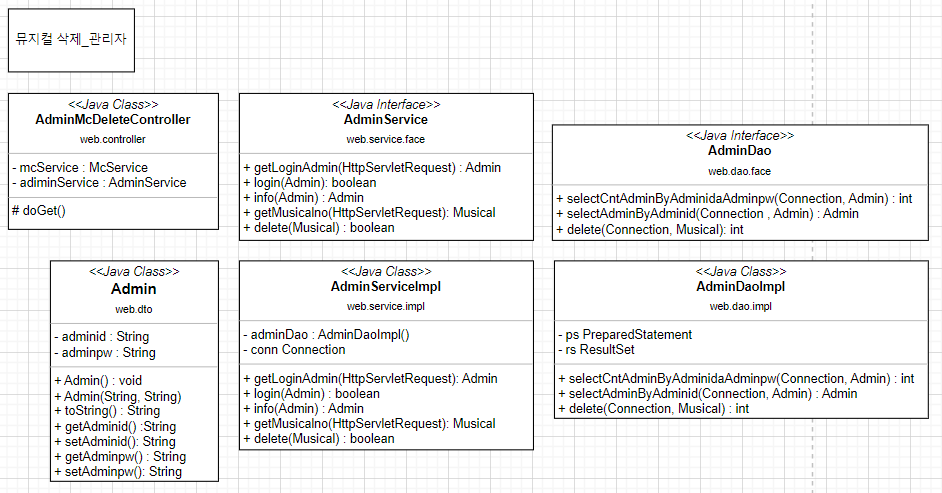 뮤지컬 삭제_관리자
<<Java Class>>
AdminMcDeleteController
web.controller
- mcService : McService
- adiminService : AdminService
# doGet()
<<Java Interface>>
AdminService
web.service.face
+ getLoginAdmin(HttpServletRequest) : Admin
+ login(Admin): boolean
+ info(Admin) : Admin
+ getMusicalno(HttpServletRequest): Musical
+ delete(Musical) : boolean
<<Java Interface>>
AdminDao
web.dao.face
+ selectCntAdminByAdminidaAdminpw(Connection, Admin) : int
+ selectAdminByAdminid(Connection , Admin) : Admin
+ delete(Connection, Musical): int
<<Java Class>>
Admin
web.dto
- adminid : String
- adminpw : String
+ Admin() : void
+ Admin(String, String)
+ toString() : String
+ getAdminid() :String
+ setAdminid(): String
+ getAdminpw() : String
+ setAdminpw(): String
<<Java Class>>
AdminServiceImpl
web.service.impl
- adminDao : AdminDaoImpl()
- conn Connection
+ getLoginAdmin(HttpServletRequest): Admin
+ login(Admin) : boolean
+ info(Admin) : Admin
+ getMusicalno(HttpServletRequest): Musical
+ delete(Musical) : boolean
<<Java Class>>
AdminDaoImpl
web.dao.impl
- ps PreparedStatement
- rs ResultSet
+ selectCntAdminByAdminidaAdminpw(Connection, Admin) : int
+ selectAdminByAdminid(Connection, Admin) : Admin
+ delete(Connection, Musical) : int